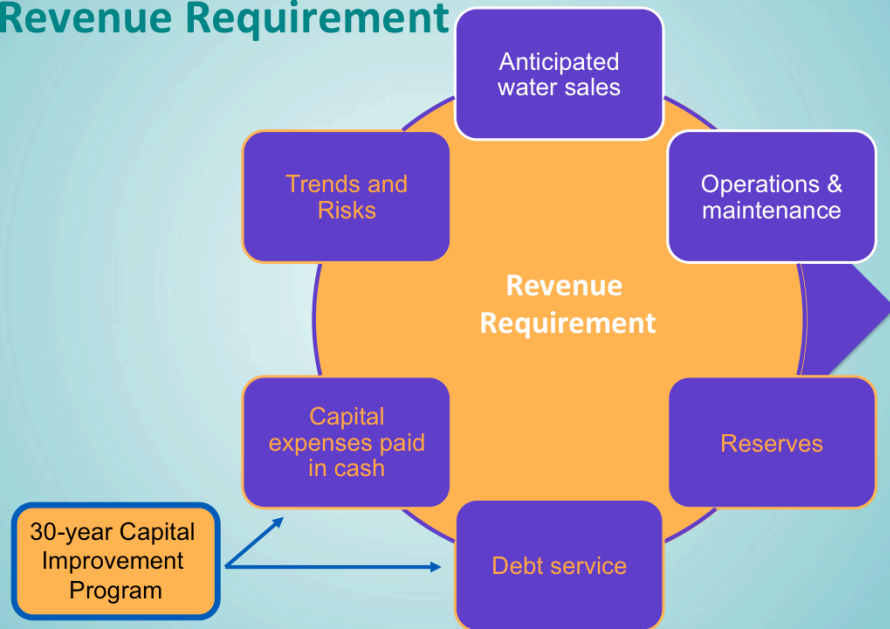 Revenue Requirement
Anticipated
water sales
Trends and
Risks
Operations &
maintenance
Revenue
Requirement
Capital
expenses paid
in cash
Reserves
30-year Capital
Improvement
Program
Debt service